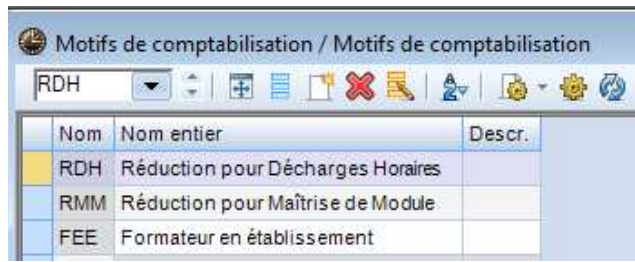 Motifs de comptabilisation / Motifs de comptabilisation
RDH
Nom Nom entier Descr.
RDH Réduction pour Décharges Horaires
RMM Réduction pour Maîtrise de Module
FEE Formateur en établissement